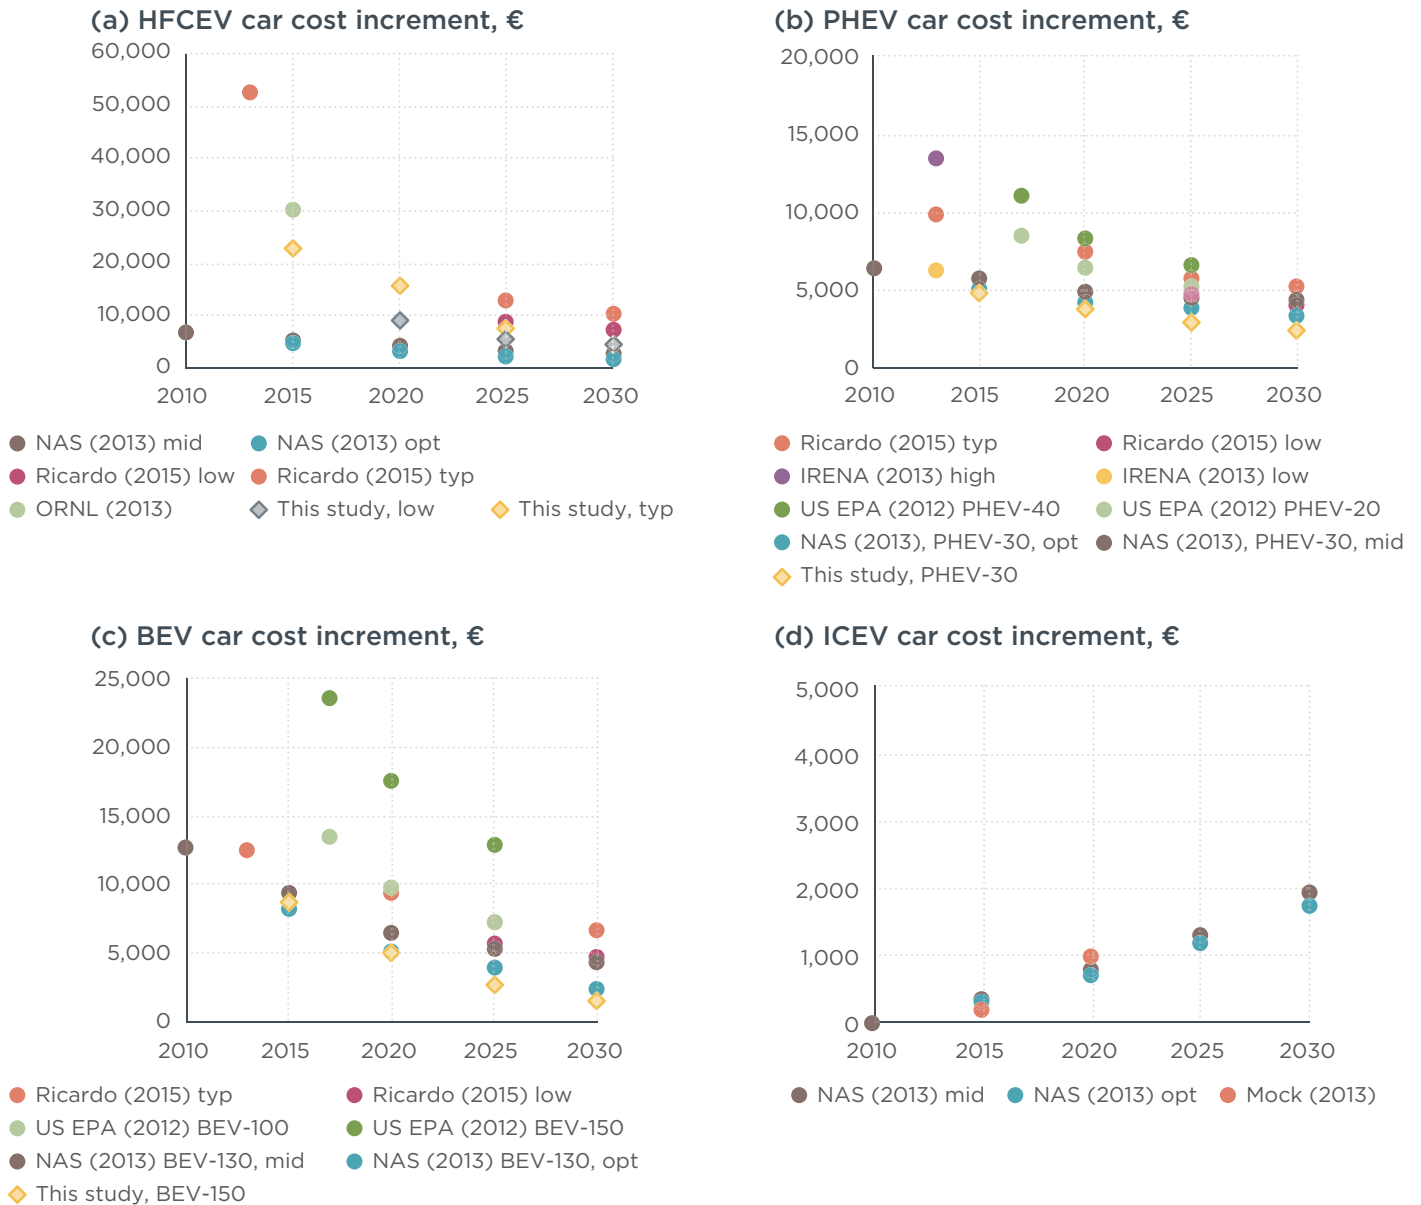 (a) HFCEV car cost increment, €
60,000
50,000
40,000
30,000
20,000
10,000
0
2010 2015 2020 2025 2030
NAS (2013) mid NAS (2013) opt
Ricardo (2015) low Ricardo (2015) typ
ORNL (2013) This study, low This study, typ
(b) PHEV car cost increment, €
20,000
15,000
10,000
5,000
0
2010 2015 2020 2025 2030
Ricardo (2015) typ Ricardo (2015) low
IRENA (2013) high IRENA (2013) low
US EPA (2012) PHEV-40 US EPA (2012) PHEV-20
NAS (2013), PHEV-30, opt NAS (2013), PHEV-30, mid
This study, PHEV-30
(c) BEV car cost increment, €
25,000
20,000
15,000
10,000
5,000
0
2010 2015 2020 2025 2030
Ricardo (2015) typ Ricardo (2015) low
US EPA (2012) BEV-100 US EPA (2012) BEV-150
NAS (2013) BEV-130, mid NAS (2013) BEV-130, opt
This study, BEV-150
(d) ICEV car cost increment, €
5,000
4,000
3,000
2,000
1,000
0
2010 2015 2020 2025 2030
NAS (2013) mid NAS (2013) opt Mock (2013)